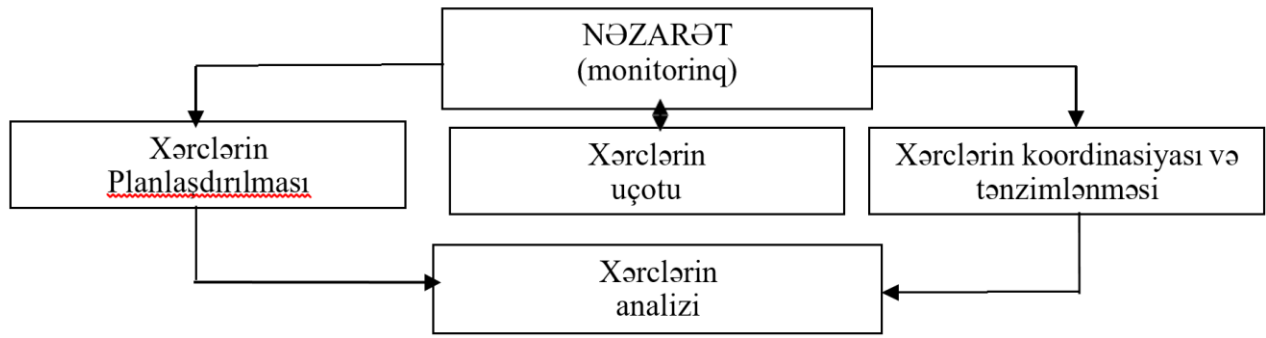 NƏZARƏT
(monitorinq)
Xərclərin
Planlaşdırılması
Xərclərin
uçotu
Xərclərin koordinasiyası və
tənzimlənməsi
Xərclərin
analizi